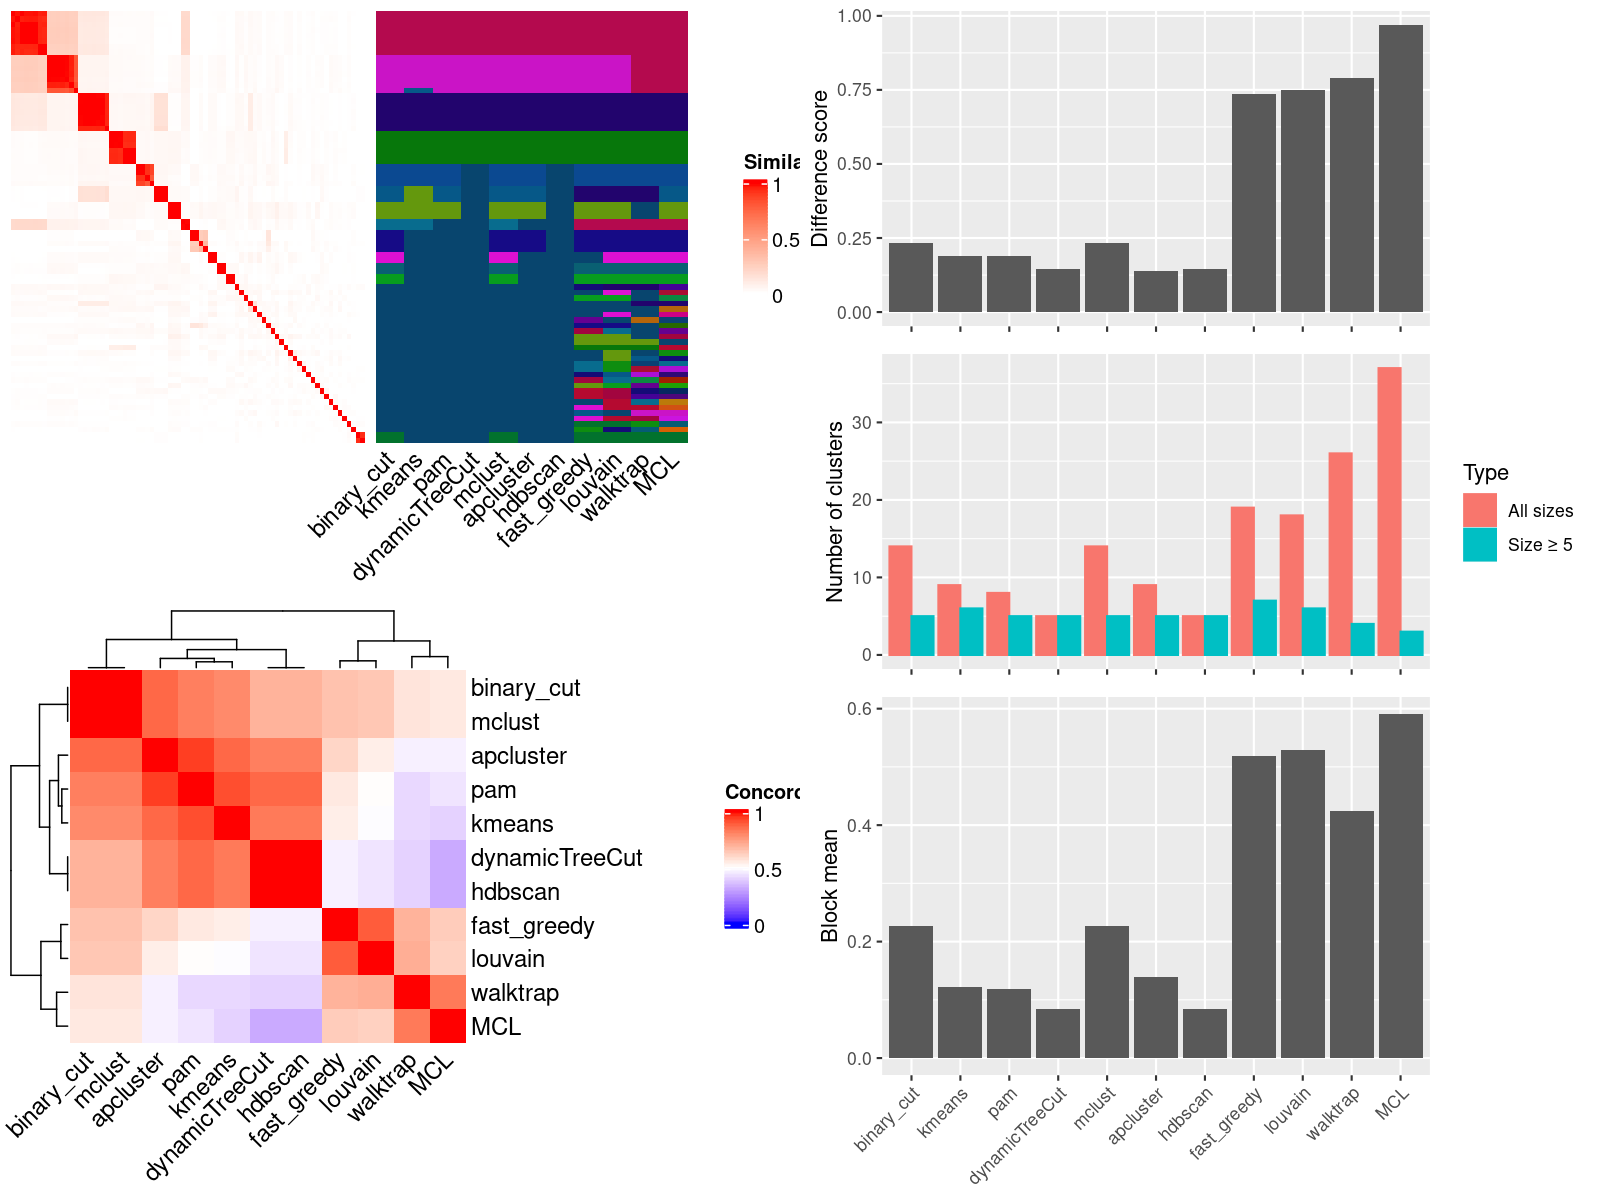 Simila
1
0.5
0
binary_cut
kmeans
pam
dynamicTreeCut
mclust
apcluster
hdbscan
fast_greedy
louvain
walktrap
MCL
binary_cut
mclust
apcluster
pam
kmeans
dynamicTreeCut
hdbscan
fast_greedy
louvain
walktrap
MCL
binary_cut
mclust
apcluster
pam
kmeans
dynamicTreeCut
hdbscan
fast_greedy
louvain
walktrap
MCL
Concord
1
0.5
0
Difference score
1.00
0.75
0.50
0.25
0.00
Number of clusters
30
20
10
0
Type
All sizes
Size ≥ 5
Block mean
0.6
0.4
0.2
0.0
binary_cut
kmeans
pam
dynamicTreeCut
mclust
apcluster
hdbscan
fast_greedy
louvain
walktrap
MCL